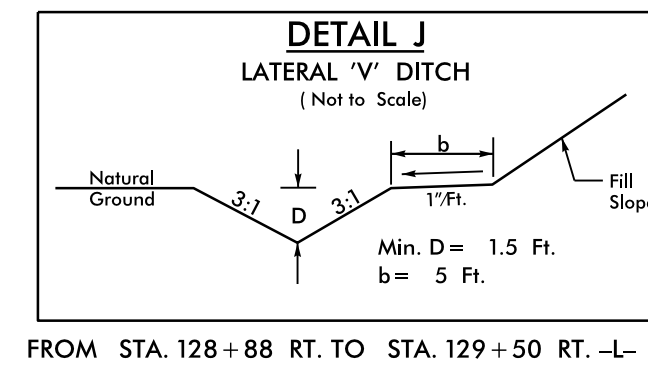 DETAIL J
LATERAL 'V' DITCH
( Not to Scale)
b
Natural
Ground
3:1
D
3:1
1"/Ft.
Fill
Slope
Min. D = 1.5 Ft.
b = 5 Ft.
FROM STA. 128+88 RT. TO STA. 129+50 RT. -L-